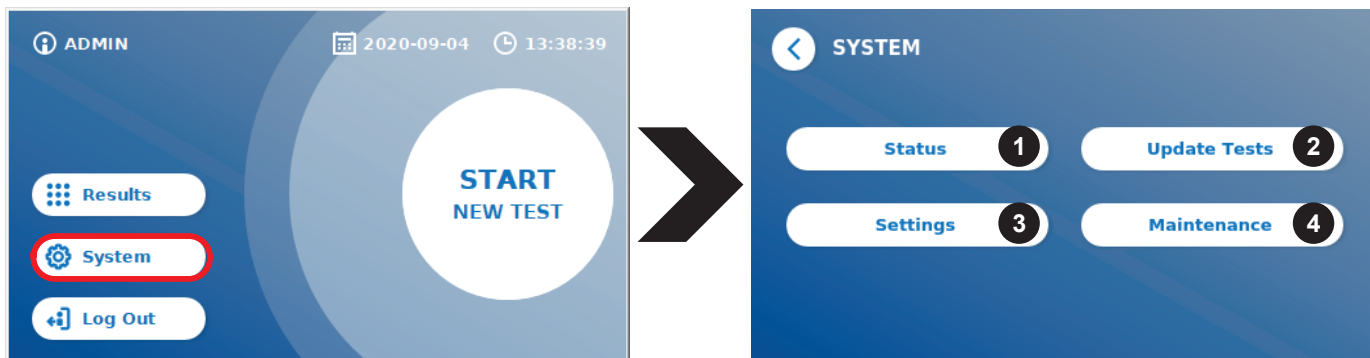 ADMIN
2020-09-04
13:38:39
START
NEW TEST
Results
System
Log Out
SYSTEM
Status 1
Update Tests 2
Settings 3
Maintenance 4